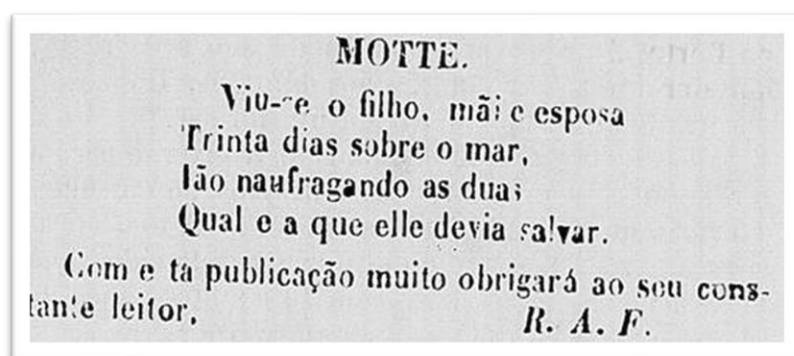 MOTTE.
Viu-se o filho, mãi e esposa
Trinta dias sobre o mar,
Ião naufragando as duas
Qual e a que elle devia salvar.
Com esta publicação muito obrigará ao seu cons-
tante leitor,
R. A. F.